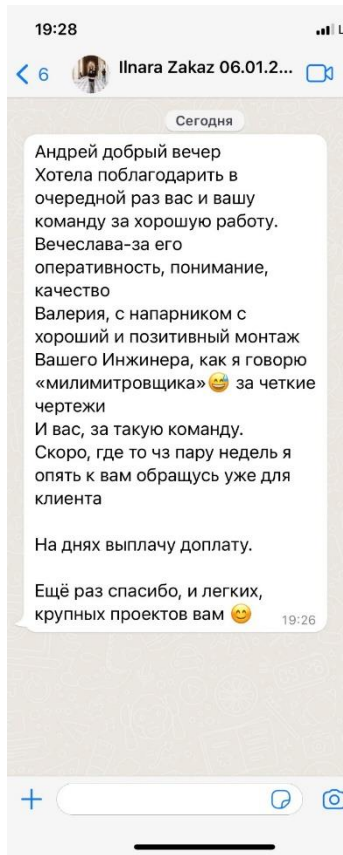 19:28
6
Ilnara Zakaz 06.01.2...
Сегодня
Андрей добрый вечер
Хотела поблагодарить в
очередной раз вас и вашу
команду за хорошую работу.
Вечеслава-за его
оперативность, понимание,
качество
Валерия, с напарником с
хороший и позитивный монтаж
Вашего Инжинера, как я говорю
«милимитровщика»😅 за четкие
чертежи
И вас, за такую команду.
Скоро, где то чз пару недель я
опять к вам обращусь уже для
клиента
На днях выплачу доплату.
Ещё раз спасибо, и легких,
крупных проектов вам 😊
19:26